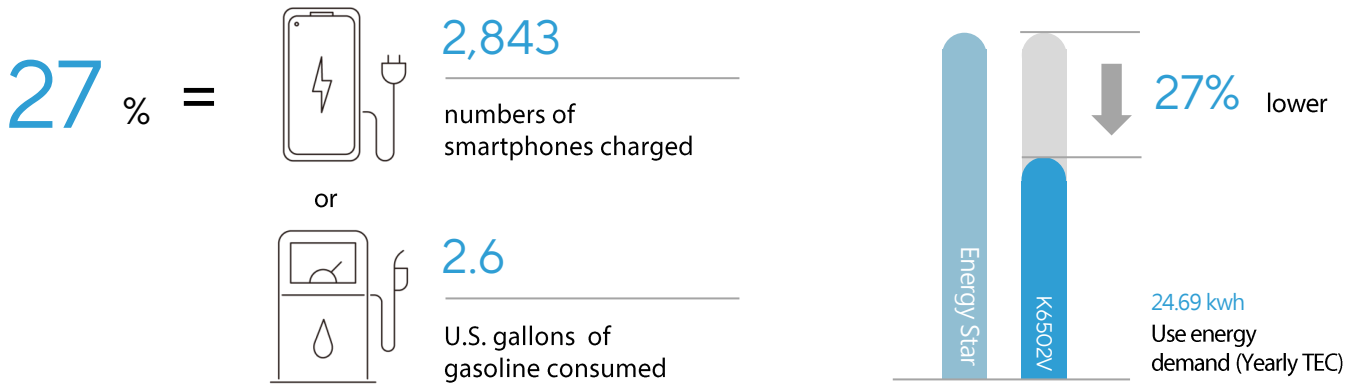 27 % =
2,843
numbers of
smartphones charged
or
2.6
U.S. gallons of
gasoline consumed
Energy Star
K6502V
27% lower
24.69 kwh
Use energy
demand (Yearly TEC)